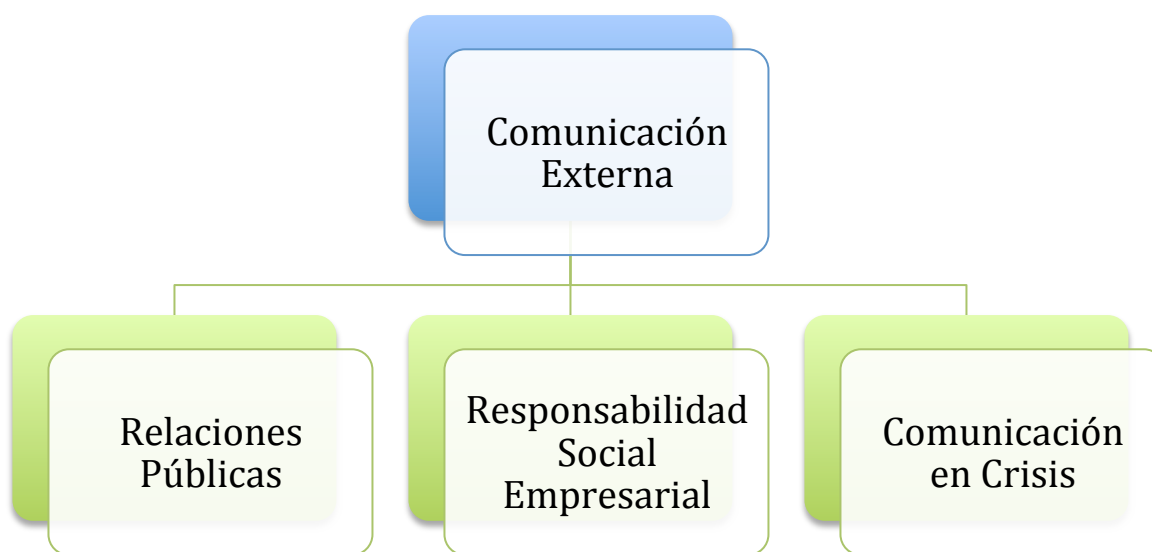 Comunicación
Externa
Relaciones
Públicas
Responsabilidad
Social
Empresarial
Comunicación
en Crisis